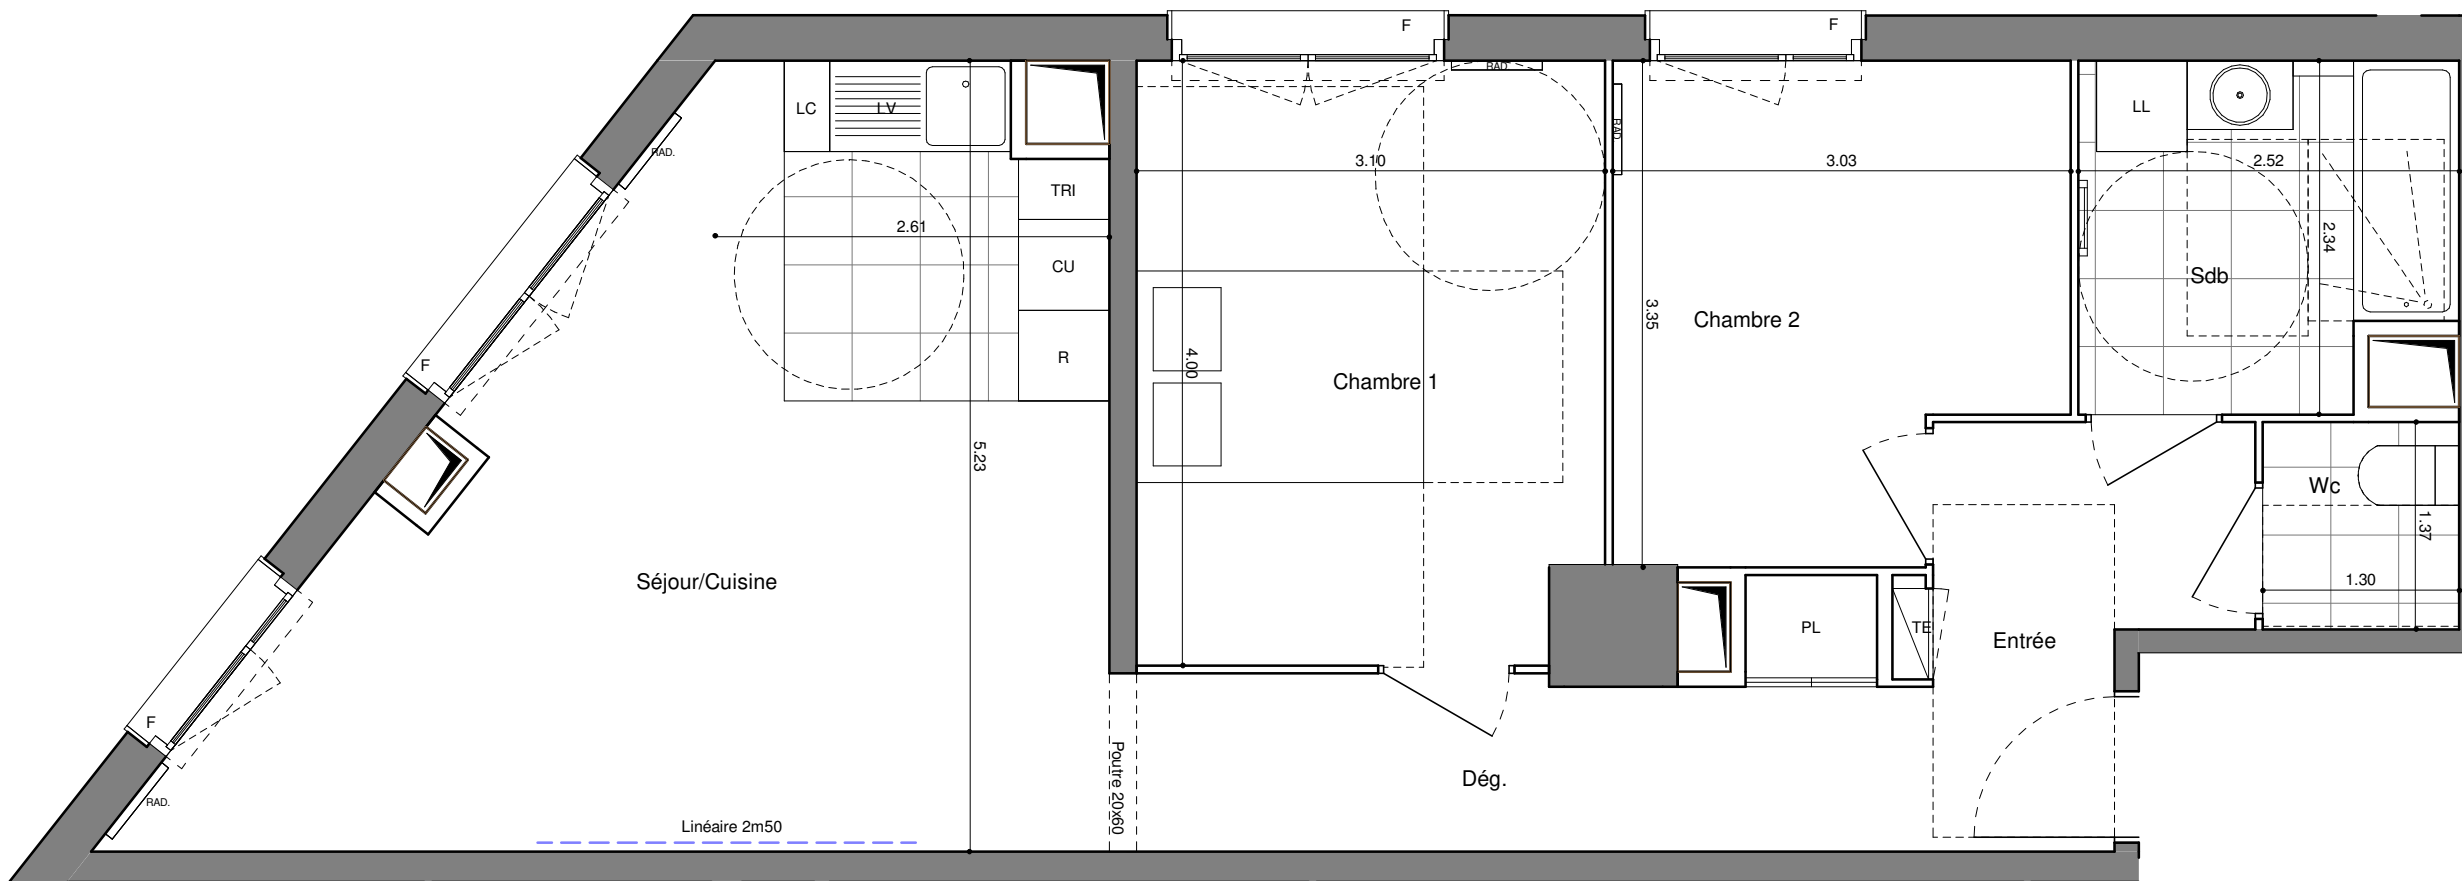 F
F
LC
LV
RAD.
RAD.
RAD.
LL
TRI
3.10
3.03
2.52
2.61
2.34
CU
Sdb
3.35
Chambre 2
4.00
R
F
Chambre 1
5.23
Wc
1.37
Séjour/Cuisine
1.30
PL
TE
Entrée
F
Poutre 20x60
Dég.
RAD.
Linéaire 2m50